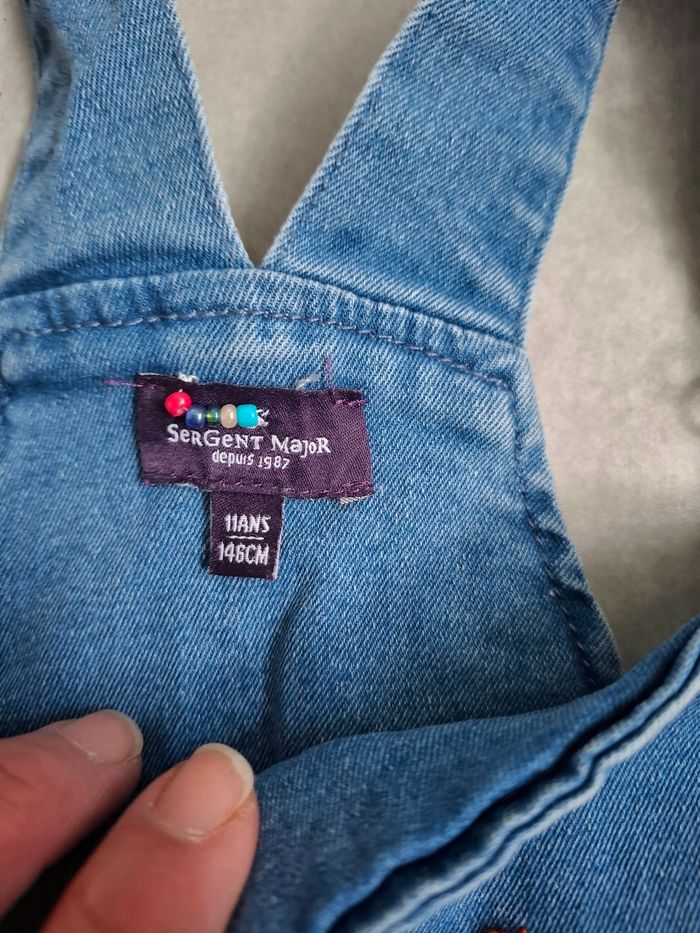 SERGENT MAJOR
depuis 1987
11ANS
146CM